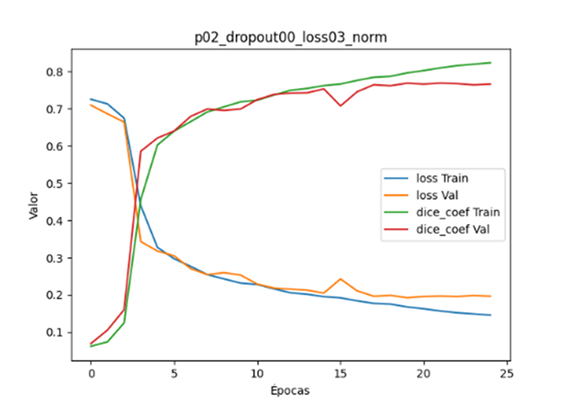 p02_dropout00_loss03_norm
0.8
0.7
0.6
0.5
0.4
0.3
0.2
0.1
Valor
loss Train
loss Val
dice_coef Train
dice_coef Val
0 5 10 15 20 25
Épocas